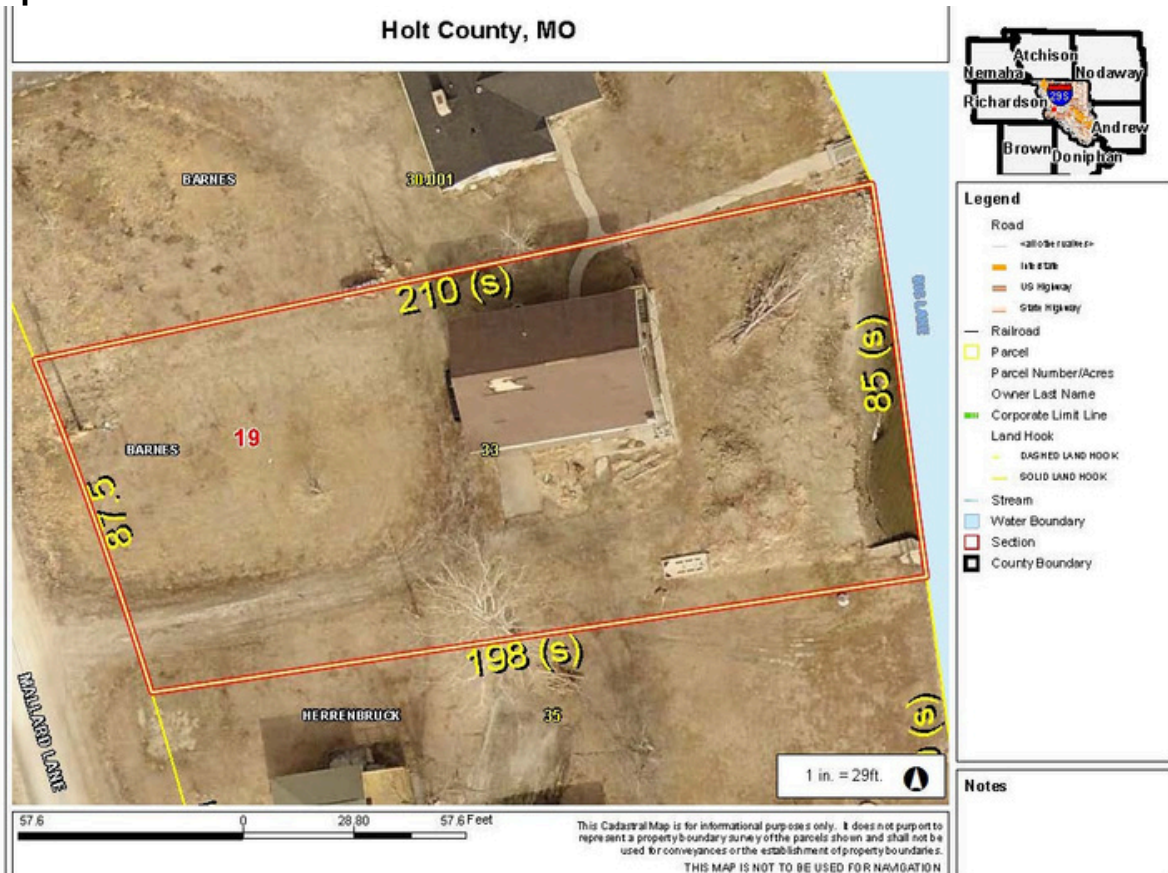 Holt County, MO
Atchison
Nemaha
Nodaway
Richardson
29S
Andrew
Brown
Doniphan
BARNES
30.001
210 (s)
BARNES
19
33
85 (s)
BIG LAKE
87.5
198 (s)
HERRENBRUCK
35
(s)
MALLARD LANE
1 in. = 29ft.
Legend
Road
<all other values>
Interstate
US Highway
State Highway
Railroad
Parcel
Parcel Number/Acres
Owner Last Name
Corporate Limit Line
Land Hook
DASHED LAND HOOK
SOLID LAND HOOK
Stream
Water Boundary
Section
County Boundary
Notes
57.6 0 28.80 57.6 Feet
This Cadastral Map is for informational purposes only. It does not purport to
represent a property boundary survey of the parcels shown and shall not be
used for conveyances or the establishment of property boundaries.
THIS MAP IS NOT TO BE USED FOR NAVIGATION